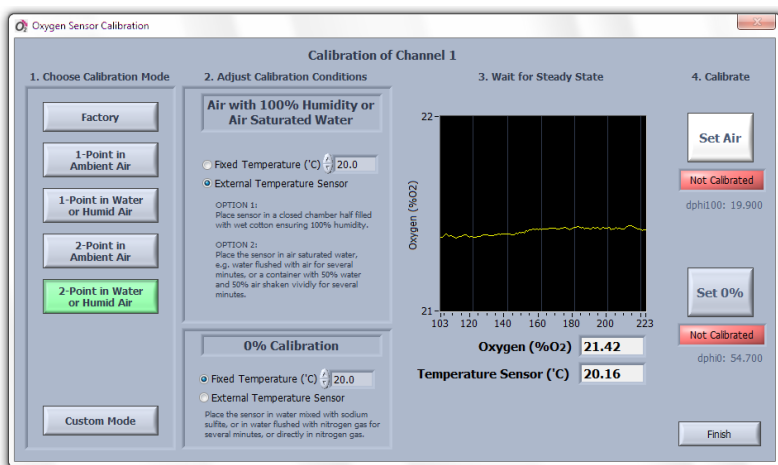 Oxygen Sensor Calibration
x
Calibration of Channel 1
1. Choose Calibration Mode
Factory
1-Point in
Ambient Air
1-Point in Water
or Humid Air
2-Point in
Ambient Air
2-Point in Water
or Humid Air
Custom Mode
2. Adjust Calibration Conditions
Air with 100% Humidity or
Air Saturated Water
Fixed Temperature (°C) 20.0
External Temperature Sensor
OPTION 1:
Place sensor in a closed chamber half filled
with wet cotton ensuring 100% humidity.
OPTION 2:
Place the sensor in air saturated water,
e.g. water flushed with air for several
minutes, or a container with 50% water
and 50% air shaken vividly for several
minutes.
0% Calibration
Fixed Temperature (°C) 20.0
External Temperature Sensor
Place the sensor in water mixed with sodium
sulfite, or in water flushed with nitrogen gas for
several minutes, or directly in nitrogen gas.
3. Wait for Steady State
22
Oxygen (%O2)
21
103 120 140 160 180 200 223
Oxygen (%O2) 21.42
Temperature Sensor (°C) 20.16
4. Calibrate
Set Air
Not Calibrated
dphi100: 19.900
Set 0%
Not Calibrated
dphi0: 54.700
Finish